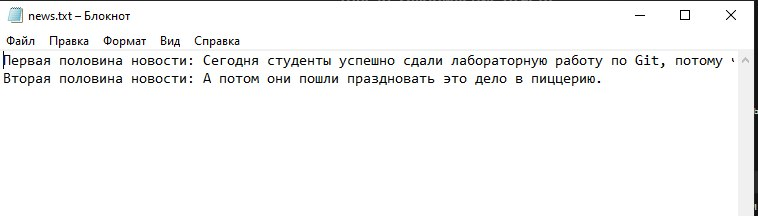 news.txt – Блокнот
Файл Правка Формат Вид Справка
Первая половина новости: Сегодня студенты успешно сдали лабораторную работу по Git, потому
Вторая половина новости: А потом они пошли праздновать это дело в пиццерию.